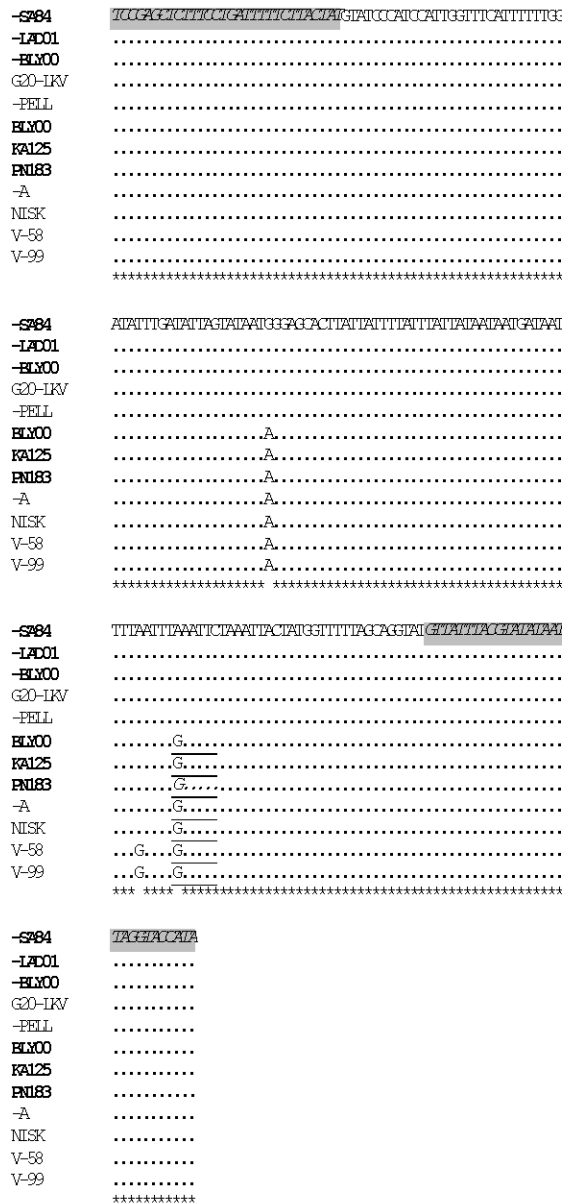 -SA84 TCCGAGCTCTTTCCTGATTTTTCTTACTATGTATCCCATCCATTGGTTTCATTTTTTGG
-LAD01 ...........................................................
-BLY00 ...........................................................
G20-LKV ...........................................................
-PELL ...........................................................
BLY00 ...........................................................
KA125 ...........................................................
PN183 ...........................................................
-A ...........................................................
NISK ...........................................................
V-58 ...........................................................
V-99 ...........................................................
***********************************************************
-SA84 ATATTTGATATTAGTATAATGGGAGCACTTATTATTTTATTTATTATAATAATGATAAT
-LAD01 ...........................................................
-BLY00 ...........................................................
G20-LKV ...........................................................
-PELL ...........................................................
BLY00 ....................A......................................
KA125 ....................A......................................
PN183 ....................A......................................
-A ....................A......................................
NISK ....................A......................................
V-58 ....................A......................................
V-99 ....................A......................................
******************** **************************************
-SA84 TTTAATTTAAATTCTAAATTACTATGGTTTTTAGCAGGTATGTTATTTACGTATATAAT
-LAD01 ...........................................................
-BLY00 ...........................................................
G20-LKV ...........................................................
-PELL ...........................................................
BLY00 ........G..................................................
KA125 ........G..................................................
PN183 ........G..................................................
-A ........G..................................................
NISK ........G..................................................
V-58 ...G....G..................................................
V-99 ...G....G..................................................
*** **** **************************************************
-SA84 TAGGTACCATA
-LAD01 ...........
-BLY00 ...........
G20-LKV ...........
-PELL ...........
BLY00 ...........
KA125 ...........
PN183 ...........
-A ...........
NISK ...........
V-58 ...........
V-99 ...........
***********